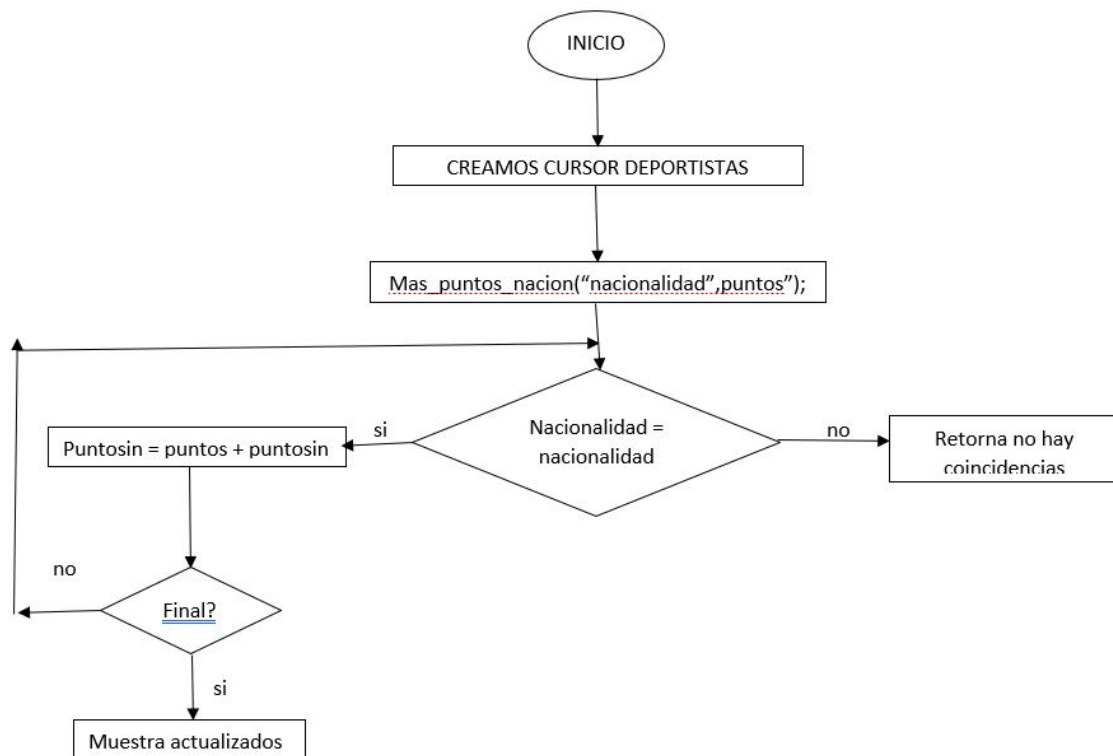 INICIO
CREAMOS CURSOR DEPORTISTAS
Mas_puntos_nacion(“nacionalidad”,puntos”);
Nacionalidad =
nacionalidad
si
Puntosin = puntos + puntosin
no
Retorna no hay
coincidencias
no
Final?
si
Muestra actualizados